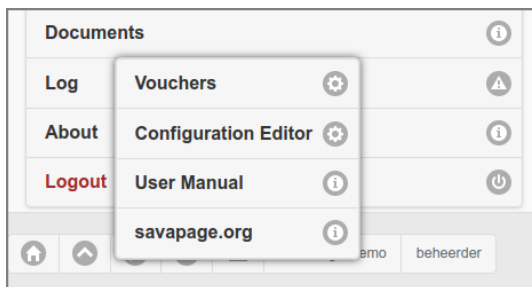 Documents
Log
About
Logout
Vouchers
Configuration Editor
User Manual
savapage.org
emo
beheerder